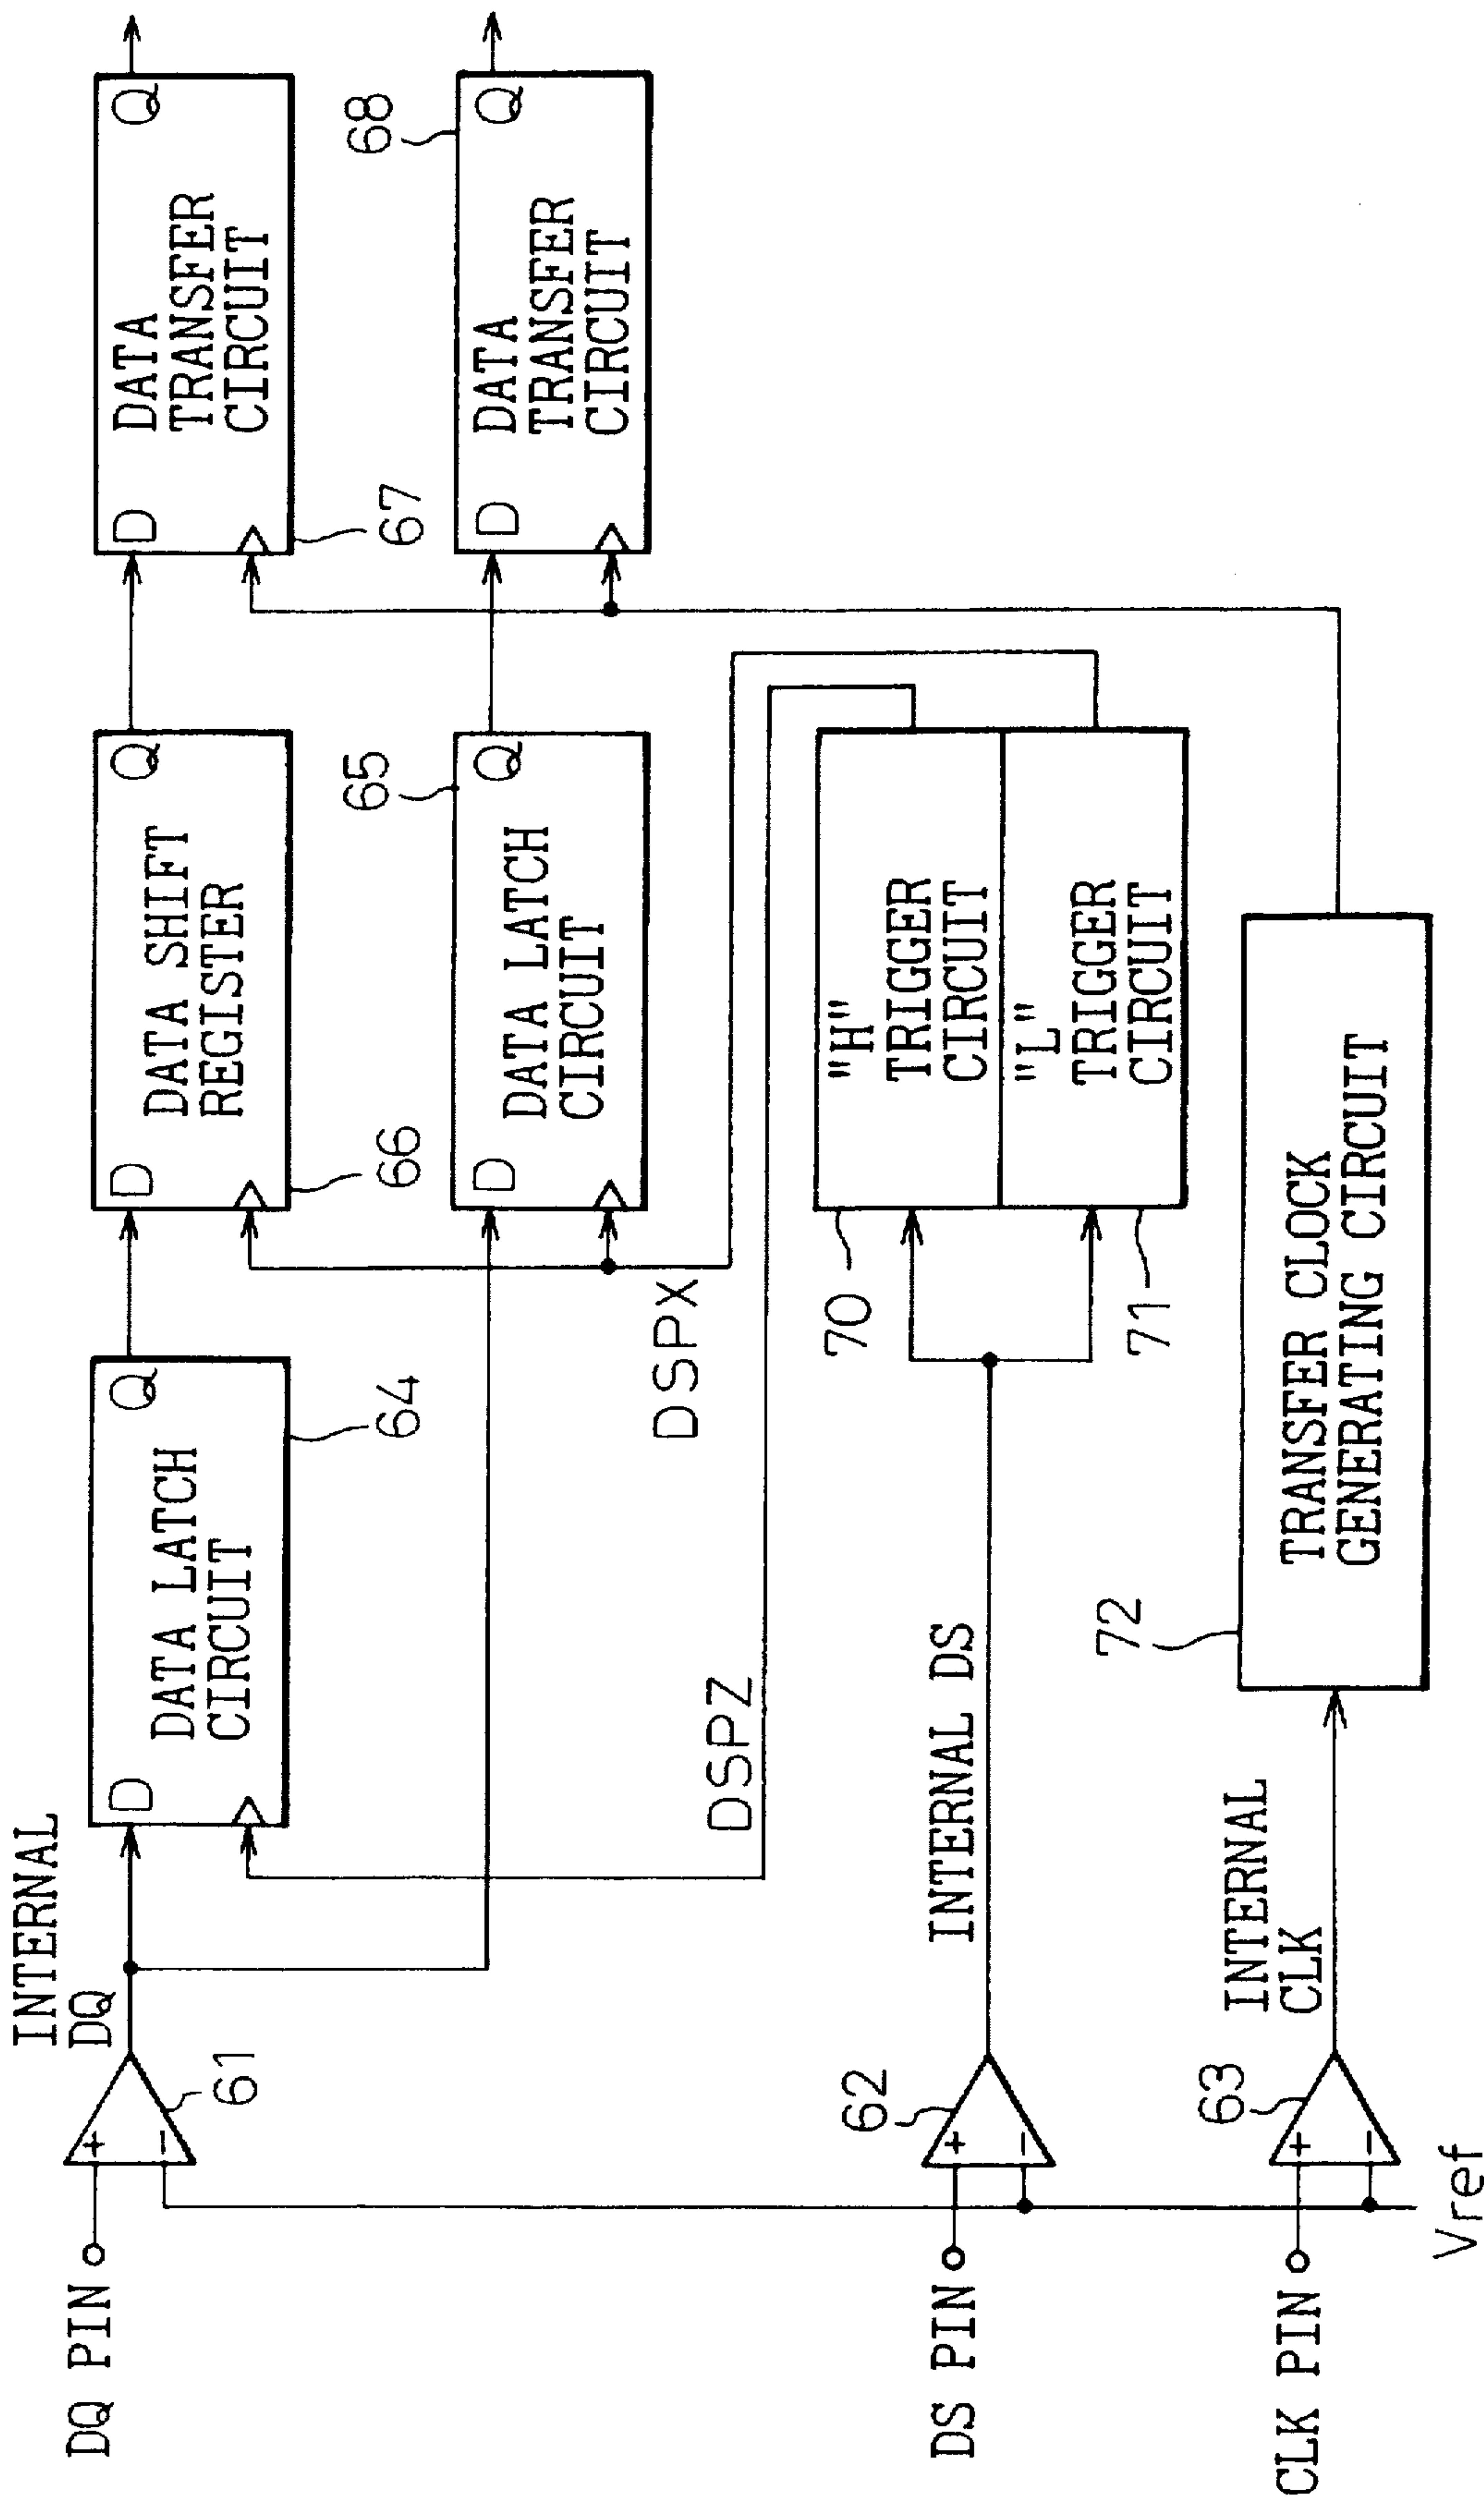 DQ PIN
+
-
61
INTERNAL
DQ
D
DATA LATCH
CIRCUIT
Q
64
D
DATA SHIFT
REGISTER
Q
66
D
DATA
TRANSFER
CIRCUIT
Q
67
D
DATA LATCH
CIRCUIT
Q
65
D
DATA
TRANSFER
CIRCUIT
Q
68
DSPZ
DSPX
DS PIN
+
-
62
INTERNAL DS
70
"H"
TRIGGER
CIRCUIT
"L"
TRIGGER
CIRCUIT
71
CLK PIN
+
-
63
INTERNAL
CLK
72
TRANSFER CLOCK
GENERATING CIRCUIT
Vref